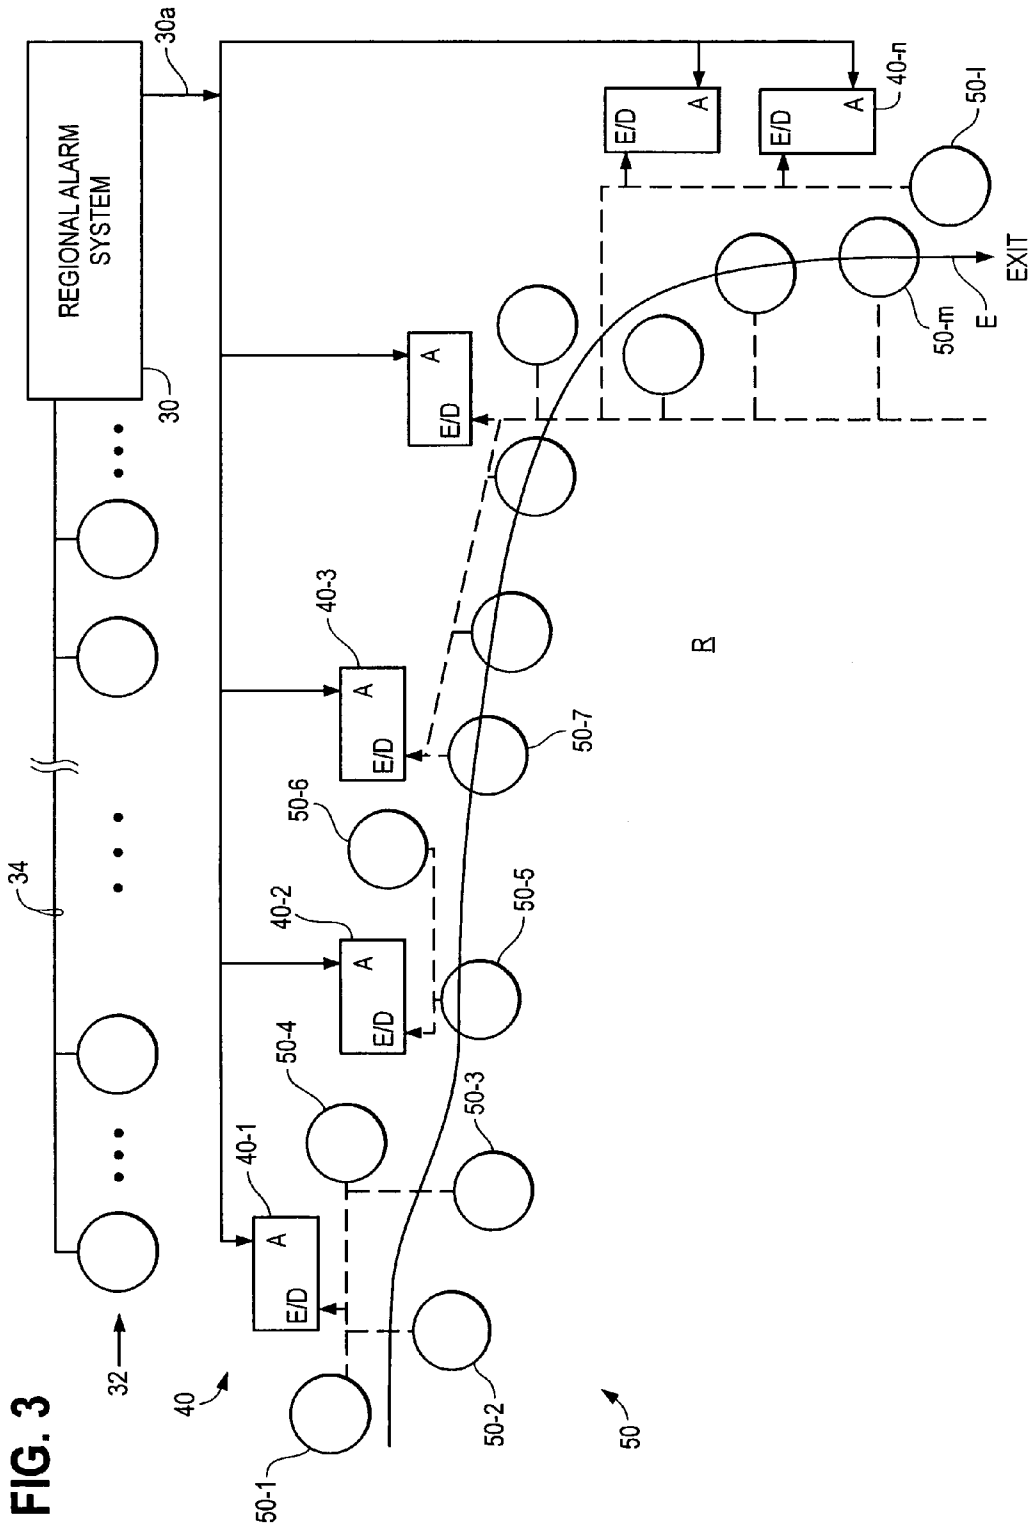 FIG. 3
REGIONAL ALARM
SYSTEM
30
30a
34
32
40
40-1
E/D
A
40-2
E/D
A
40-3
E/D
A
E/D
A
E/D
A
E/D
A
40-n
50-1
50-2
50-3
50-4
50-5
50-6
50-7
50-l
50-m
E
EXIT
R
50